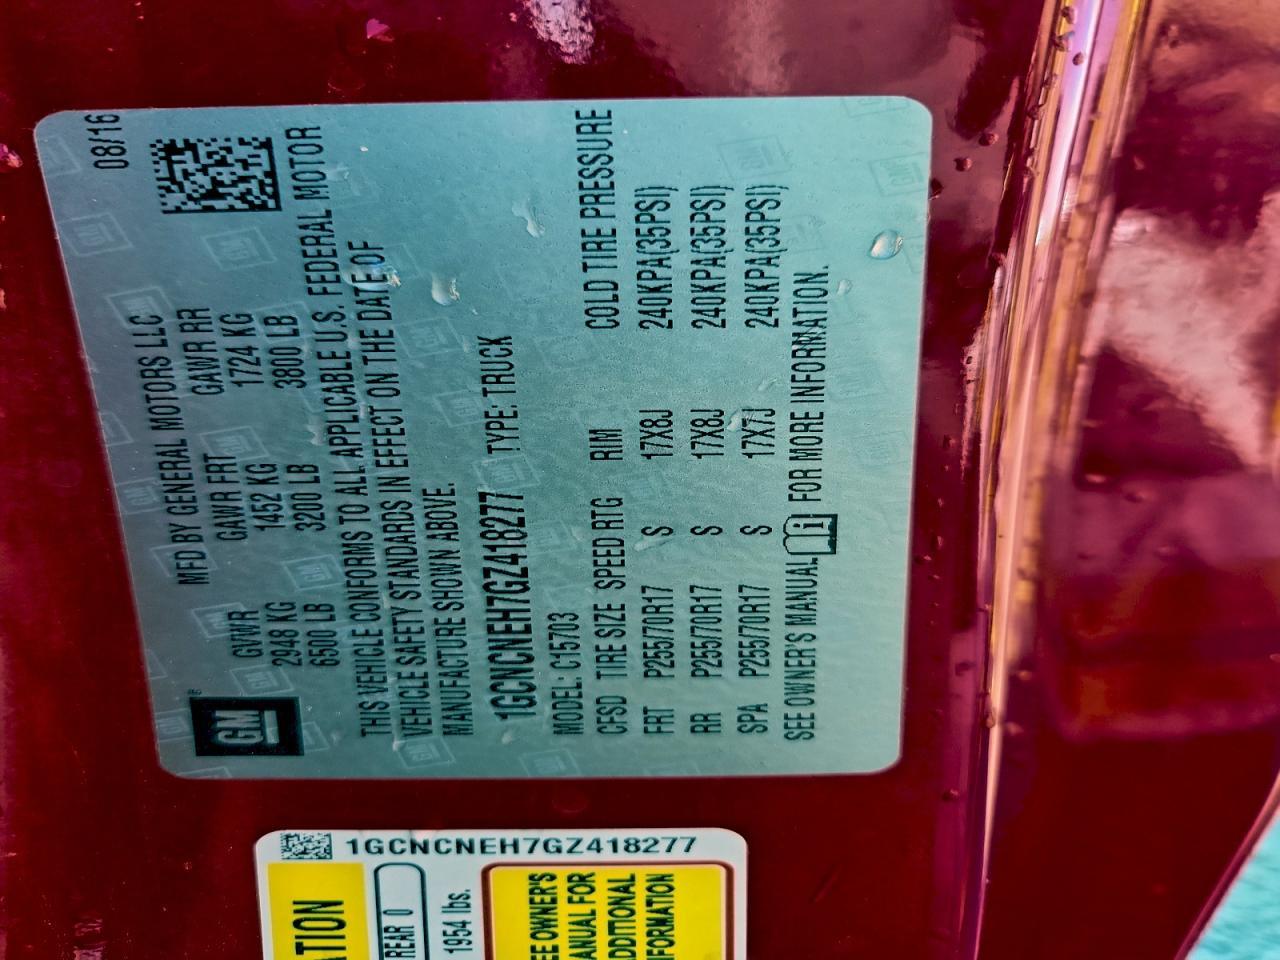 08/16
MFD BY GENERAL MOTORS LLC
GM
GVWR GAWR FRT GAWR RR
2948 KG 1452 KG 1724 KG
6500 LB 3200 LB 3800 LB
THIS VEHICLE CONFORMS TO ALL APPLICABLE U.S. FEDERAL MOTOR
VEHICLE SAFETY STANDARDS IN EFFECT ON THE DATE OF
MANUFACTURE SHOWN ABOVE.
1GCNCNEH7GZ418277 TYPE: TRUCK
MODEL: C15703
CFSD TIRE SIZE SPEED RTG RIM COLD TIRE PRESSURE
FRT P255/70R17 S 17X8J 240KPA(35PSI)
RR P255/70R17 S 17X8J 240KPA(35PSI)
SPA P255/70R17 S 17X7J 240KPA(35PSI)
SEE OWNER'S MANUAL FOR MORE INFORMATION.
1GCNCNEH7GZ418277
REAR 0
1954 lbs.
OWNER'S
FOR
ADDITIONAL
INFORMATION